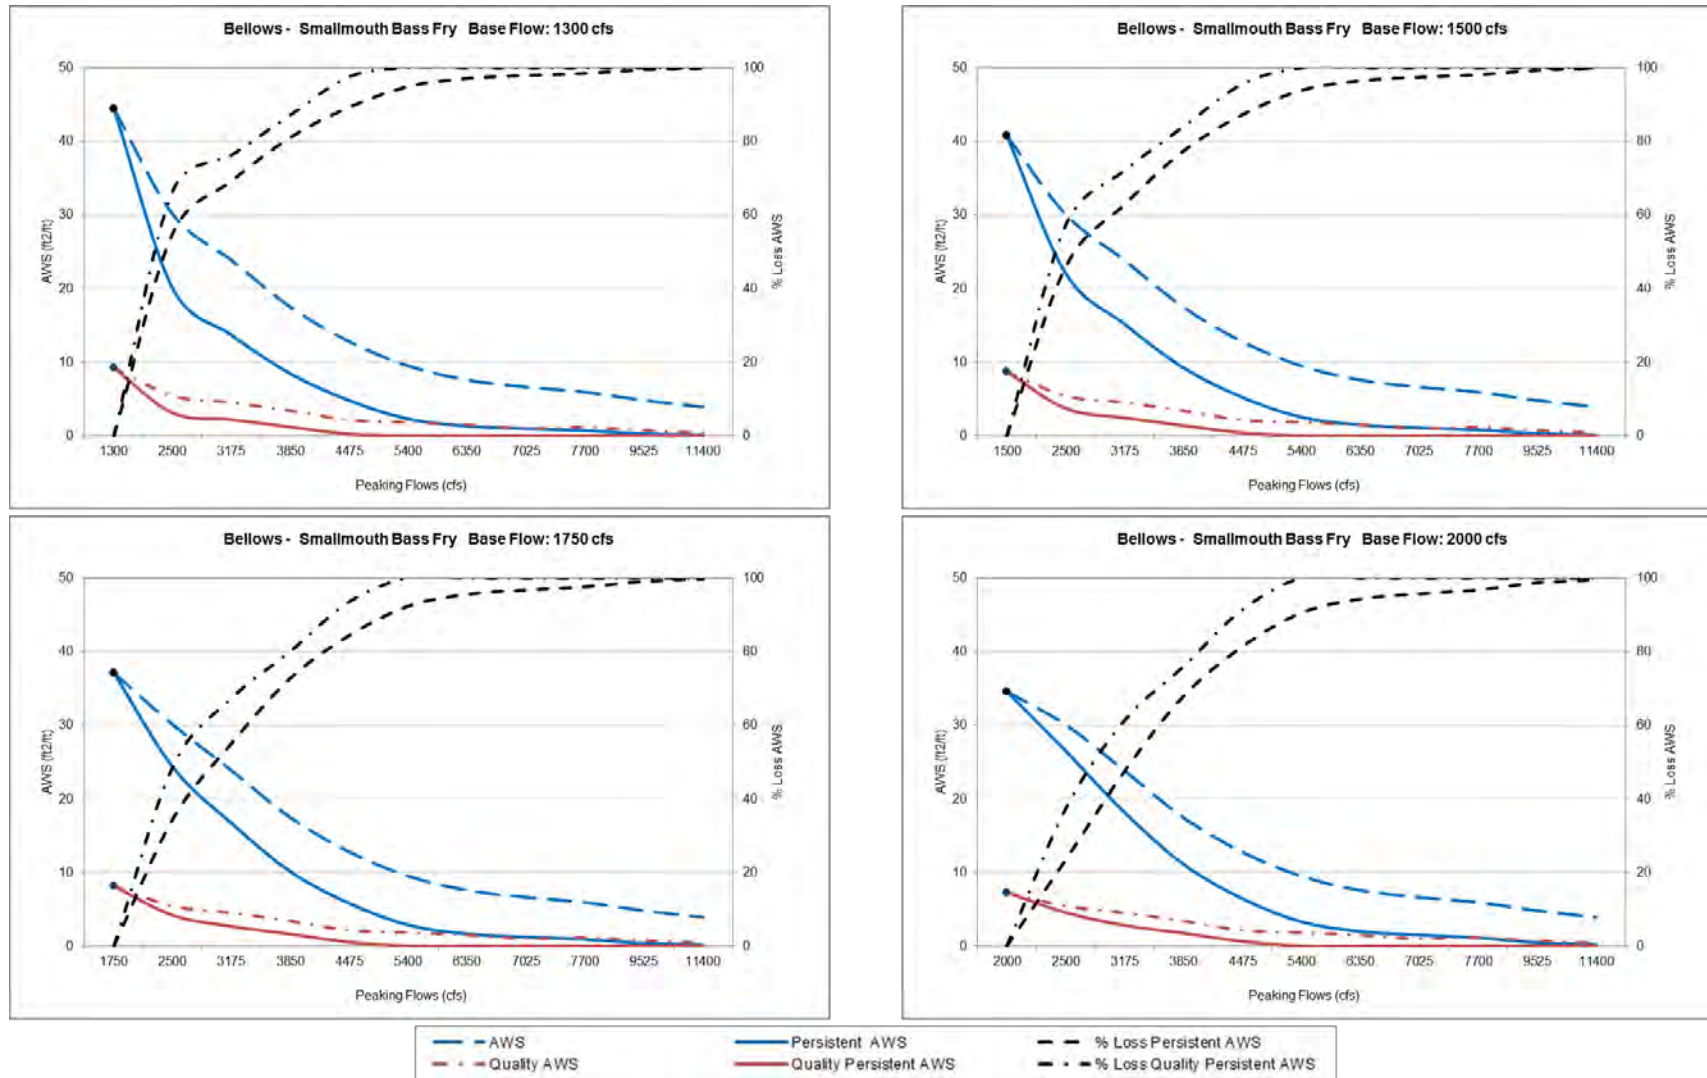 Bellows - Smallmouth Bass Fry Base Flow: 1300 cfs
50
40
30
20
10
0
100
80
60
40
20
0
AWS (ft2/ft)
% Loss AWS
1300 2500 3175 3850 4475 5400 6350 7025 7700 9525 11400
Peaking Flows (cfs)
Bellows - Smallmouth Bass Fry Base Flow: 1500 cfs
50
40
30
20
10
0
100
80
60
40
20
0
AWS (ft2/ft)
% Loss AWS
1500 2500 3175 3850 4475 5400 6350 7025 7700 9525 11400
Peaking Flows (cfs)
Bellows - Smallmouth Bass Fry Base Flow: 1750 cfs
50
40
30
20
10
0
100
80
60
40
20
0
AWS (ft2/ft)
% Loss AWS
1750 2500 3175 3850 4475 5400 6350 7025 7700 9525 11400
Peaking Flows (cfs)
Bellows - Smallmouth Bass Fry Base Flow: 2000 cfs
50
40
30
20
10
0
100
80
60
40
20
0
AWS (ft2/ft)
% Loss AWS
2000 2500 3175 3850 4475 5400 6350 7025 7700 9525 11400
Peaking Flows (cfs)
AWS Persistent AWS % Loss Persistent AWS
Quality AWS Quality Persistent AWS % Loss Quality Persistent AWS